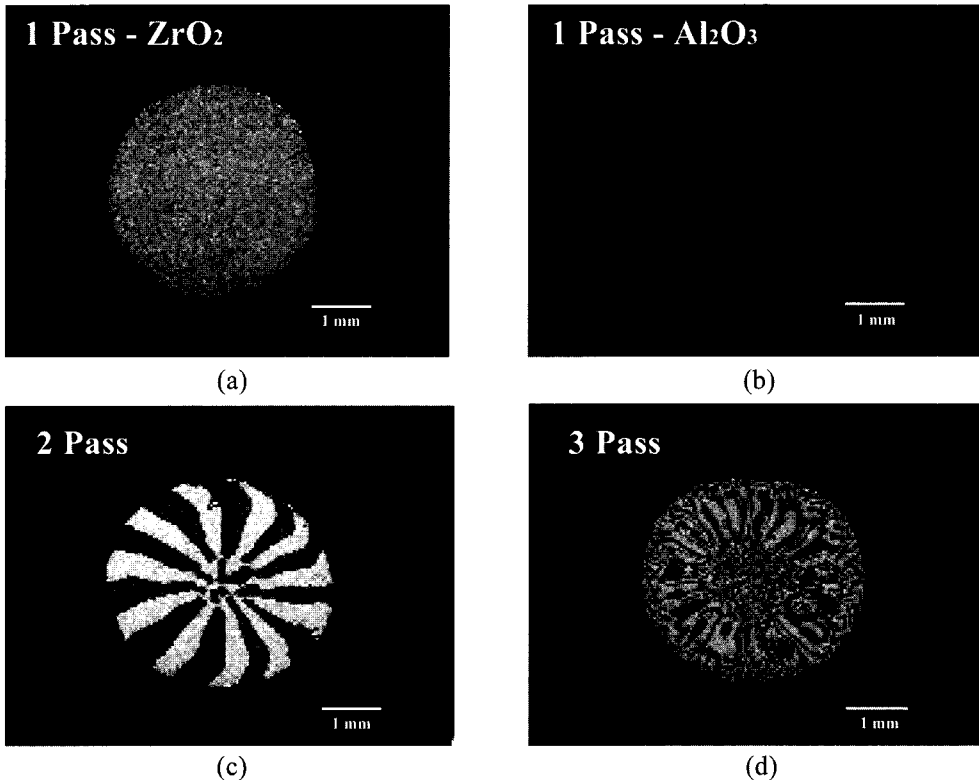 1 Pass - ZrO₂
1 Pass - Al₂O₃
1 mm
1 mm
(a)
(b)
2 Pass
3 Pass
1 mm
1 mm
(c)
(d)